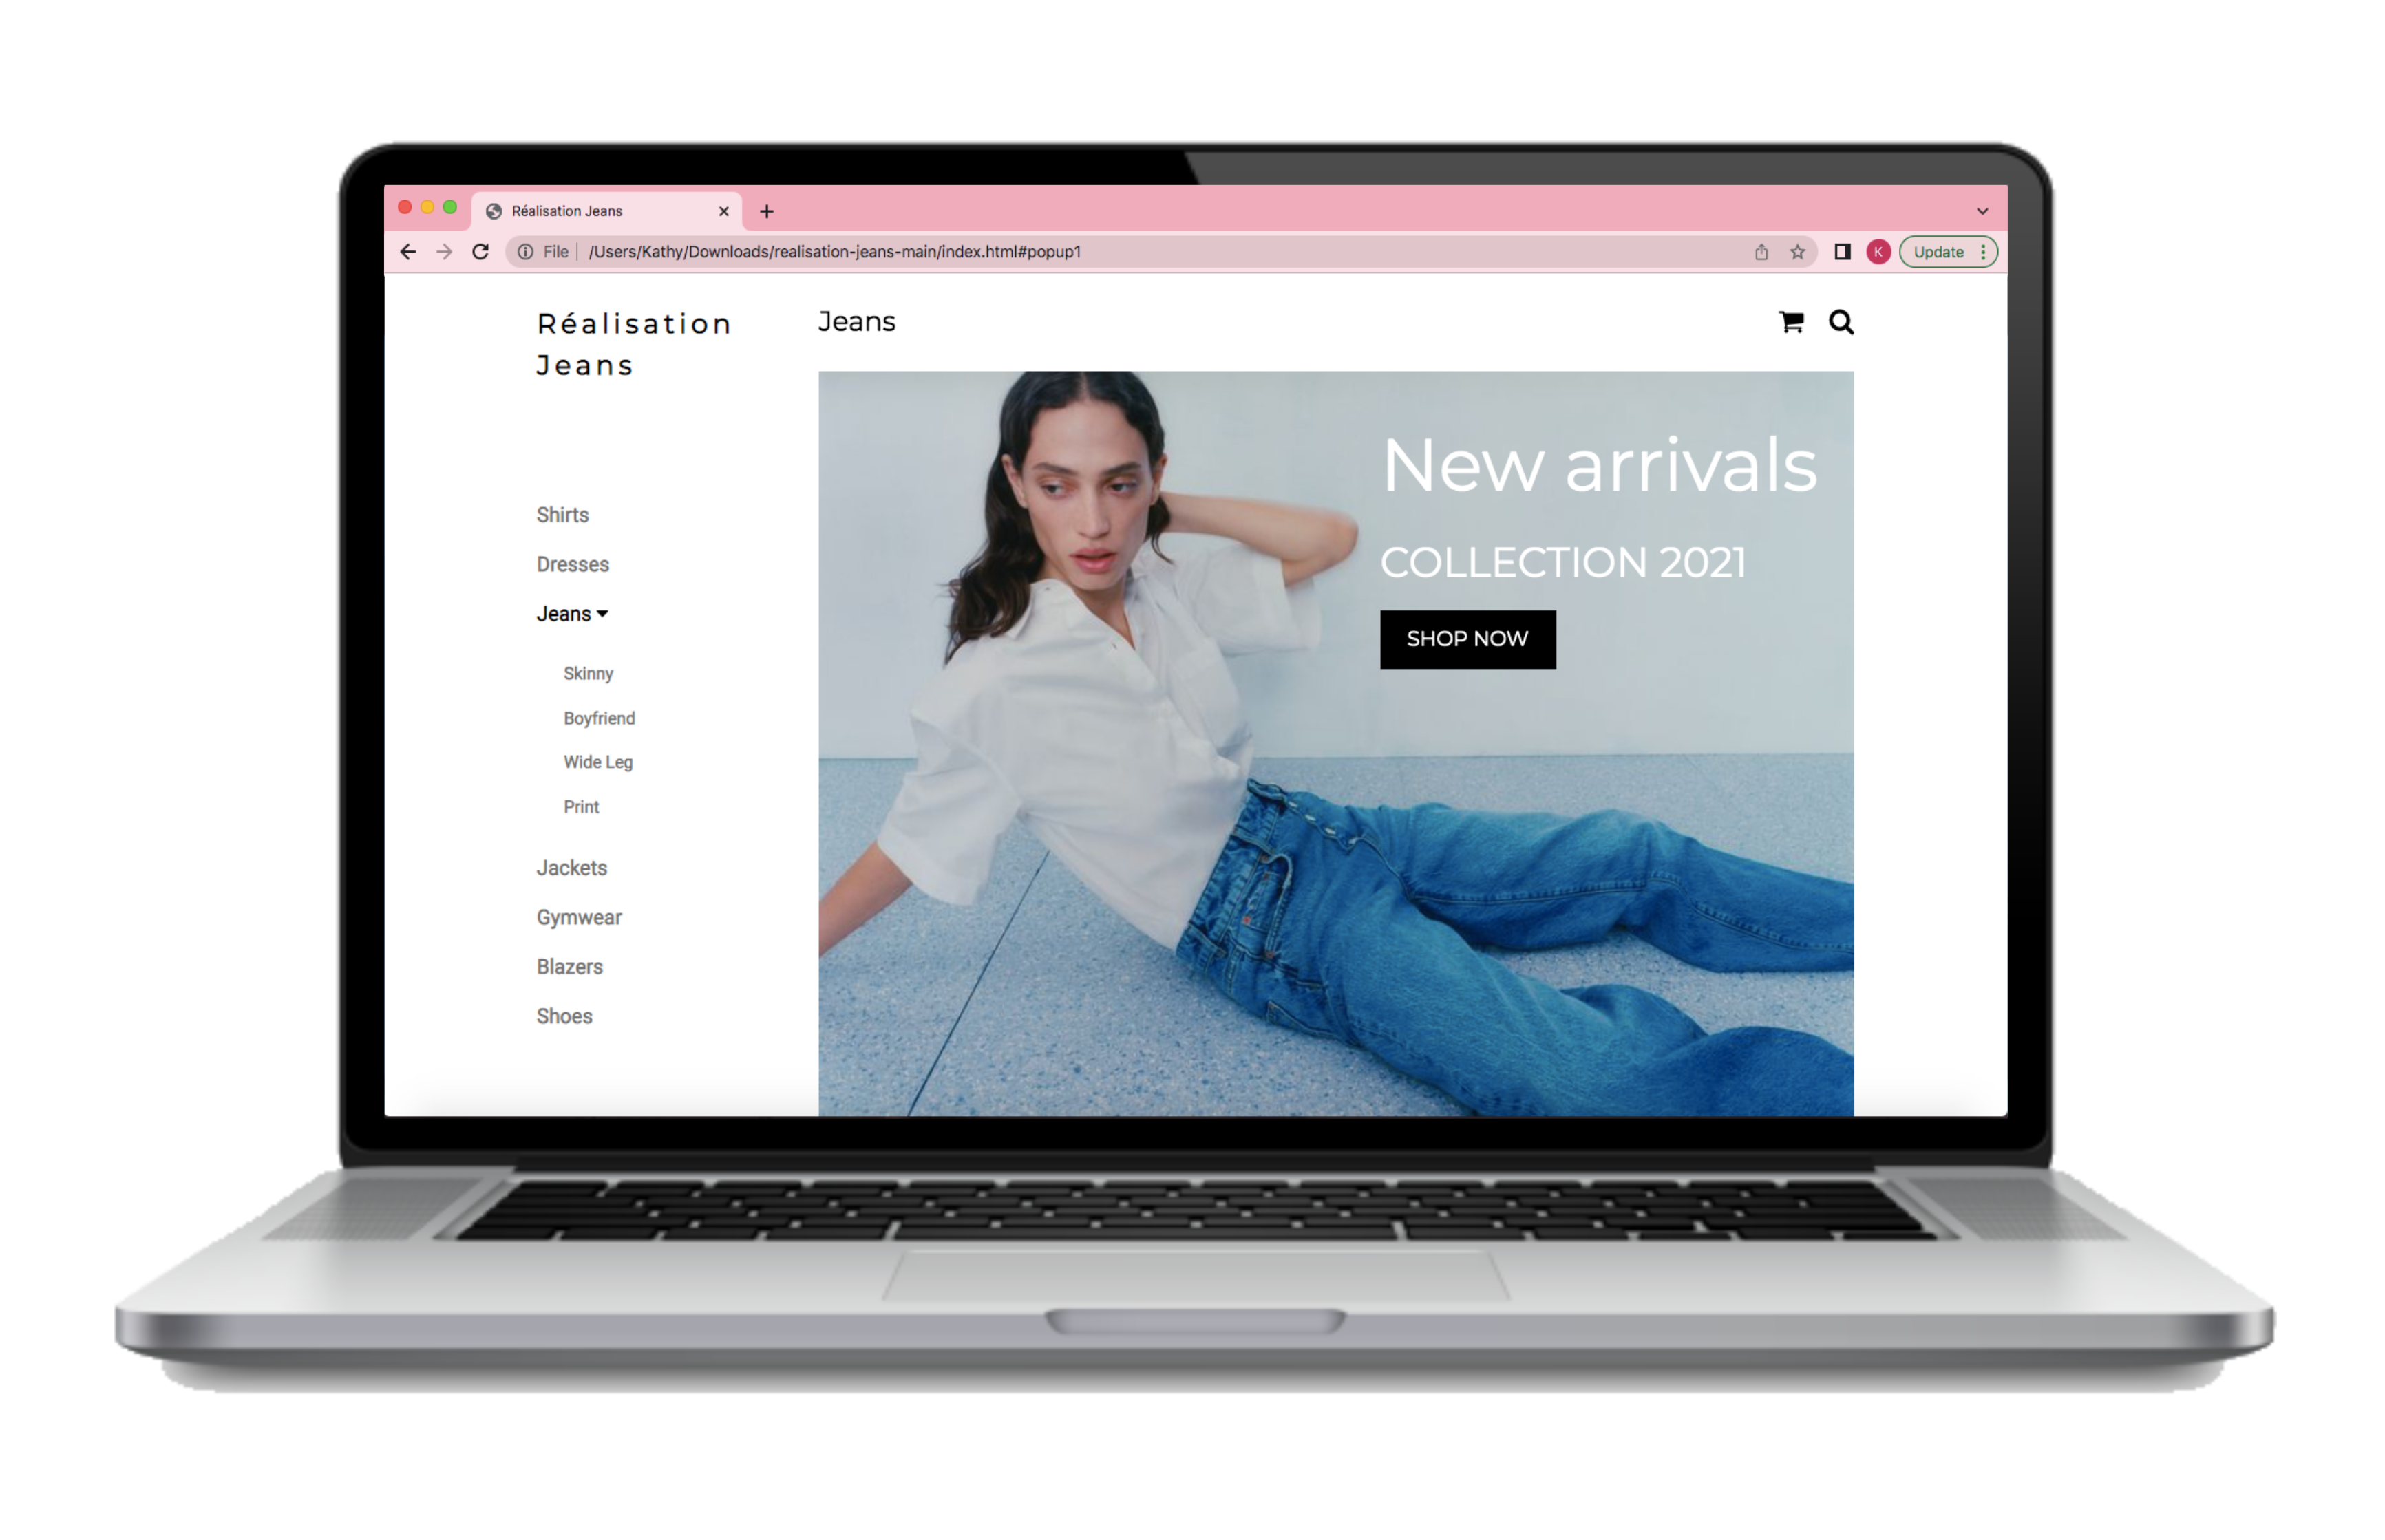 Réalisation Jeans
File /Users/Kathy/Downloads/realisation-jeans-main/index.html#popup1
K
Update
Réalisation
Jeans
Jeans
Shirts
Dresses
Jeans
Skinny
Boyfriend
Wide Leg
Print
Jackets
Gymwear
Blazers
Shoes
New arrivals
COLLECTION 2021
SHOP NOW